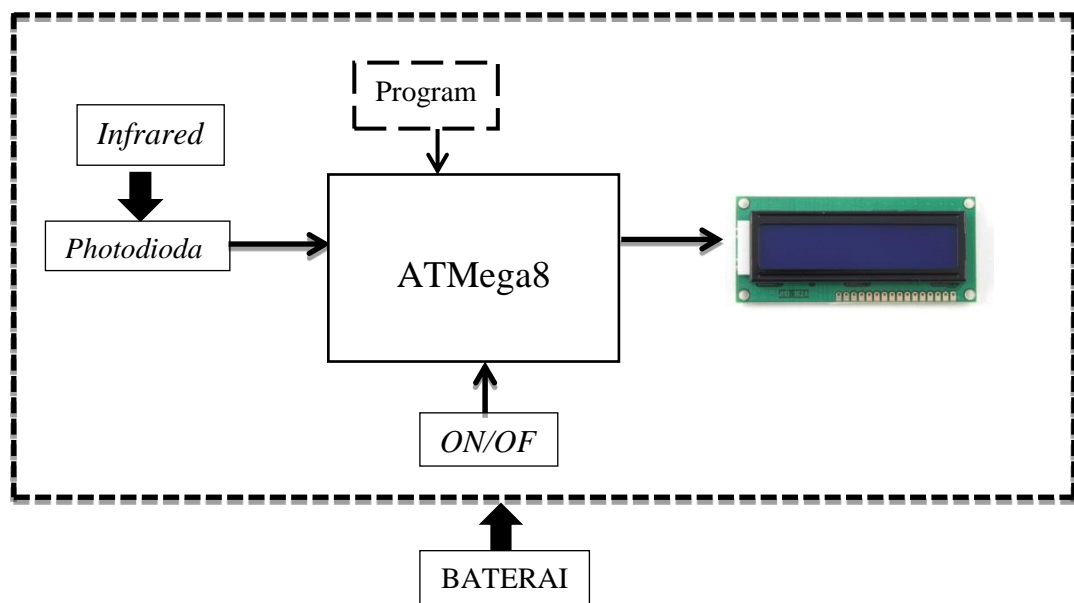 Program
Infrared
Photodioda
ATMega8
ON/OF
BATERAI